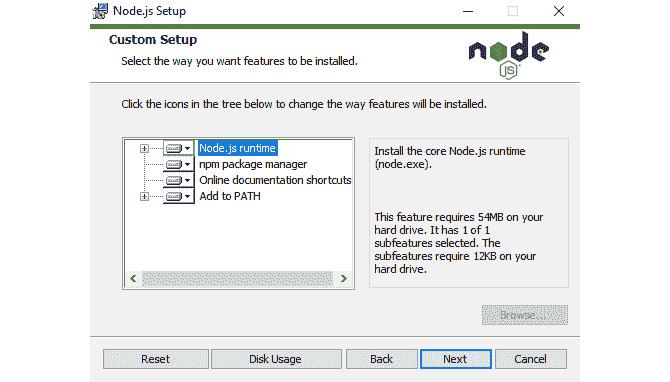 Node.js Setup
Custom Setup
Select the way you want features to be installed.
node
JS
Click the icons in the tree below to change the way features will be installed.
Node.js runtime
npm package manager
Online documentation shortcuts
Add to PATH
Install the core Node.js runtime
(node.exe).
This feature requires 54MB on your
hard drive. It has 1 of 1
subfeatures selected. The
subfeatures require 12KB on your
hard drive.
Browse...
Reset
Disk Usage
Back
Next
Cancel